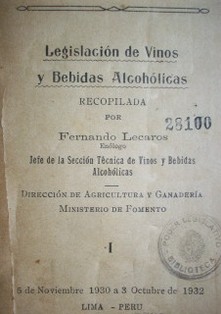 Legislación de Vinos
y Bebidas Alcohólicas
RECOPILADA
28100
POR
Fernando Lecaros
Enólogo
Jefe de la Sección Técnica de Vinos y Bebidas
Alcohólicas
DIRECCIÓN DE AGRICULTURA Y GANADERÍA
MINISTERIO DE FOMENTO
I
BIBLIOTECA
5 de Noviembre 1930 a 3 Octubre de 1932
LIMA - PERU